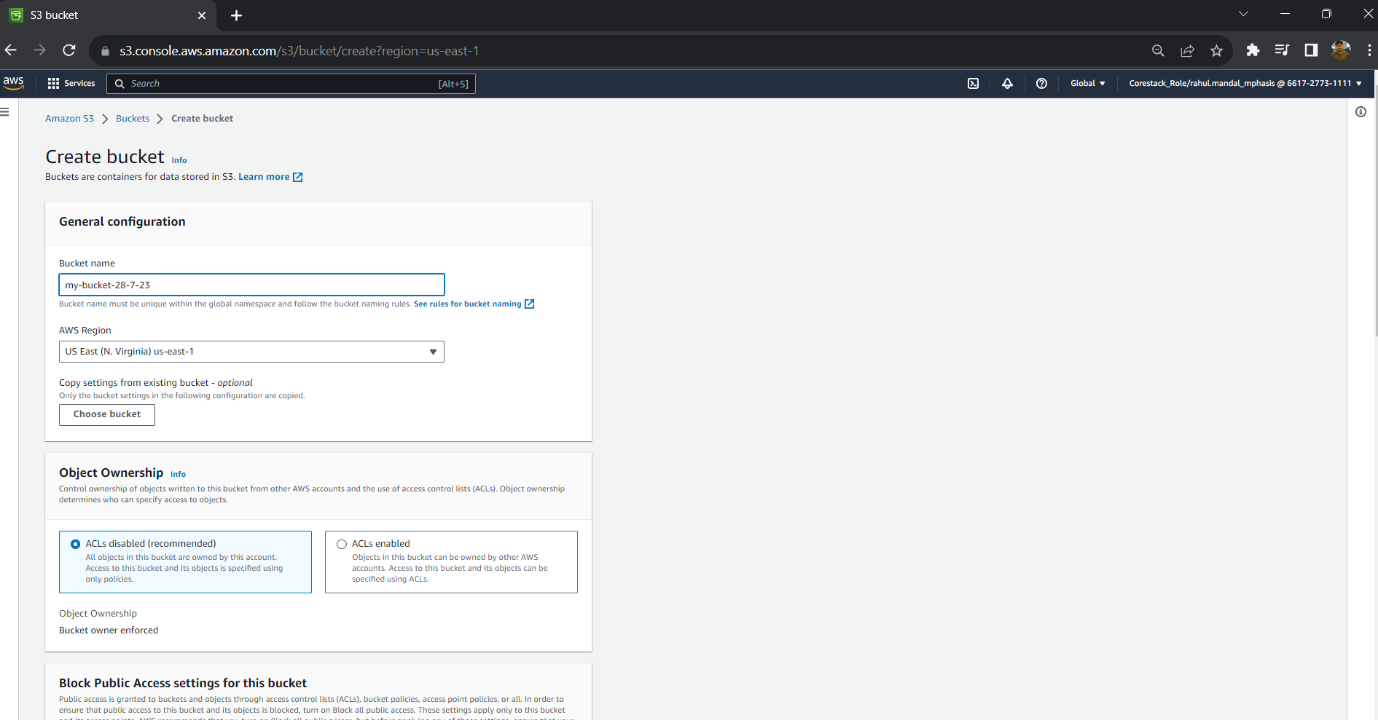 S3 bucket
s3.console.aws.amazon.com/s3/bucket/create?region=us-east-1
aws
Services
Search
[Alt+S]
Global
Corestack_Role/rahul.mandal_mphasis @ 6617-2773-1111
Amazon S3 > Buckets > Create bucket
Create bucket Info
Buckets are containers for data stored in S3. Learn more
General configuration
Bucket name
my-bucket-28-7-23
Bucket name must be unique within the global namespace and follow the bucket naming rules. See rules for bucket naming
AWS Region
US East (N. Virginia) us-east-1
Copy settings from existing bucket - optional
Only the bucket settings in the following configuration are copied.
Choose bucket
Object Ownership Info
Control ownership of objects written to this bucket from other AWS accounts and the use of access control lists (ACLs). Object ownership
determines who can specify access to objects.
ACLs disabled (recommended)
All objects in this bucket are owned by this account.
Access to this bucket and its objects is specified using
only policies.
ACLs enabled
Objects in this bucket can be owned by other AWS
accounts. Access to this bucket and its objects can be
specified using ACLs.
Object Ownership
Bucket owner enforced
Block Public Access settings for this bucket
Public access is granted to buckets and objects through access control lists (ACLs), bucket policies, access point policies, or all. In order to
ensure that public access to this bucket and its objects is blocked, turn on Block all public access. These settings apply only to this bucket